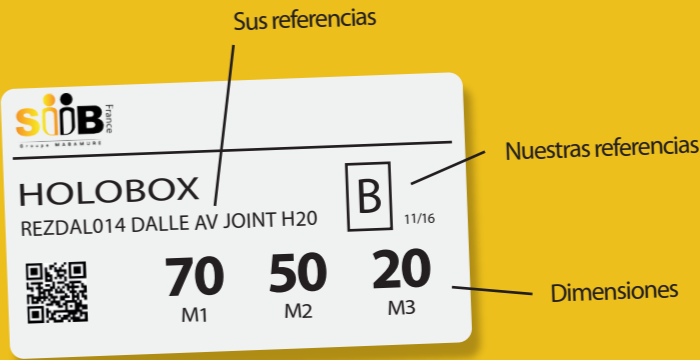 Sus referencias
SIIB
France
Groupe MABAMURE
Nuestras referencias
HOLOBOX
B
REZDAL014 DALLE AV JOINT H20
11/16
70 50 20
M1 M2 M3
Dimensiones